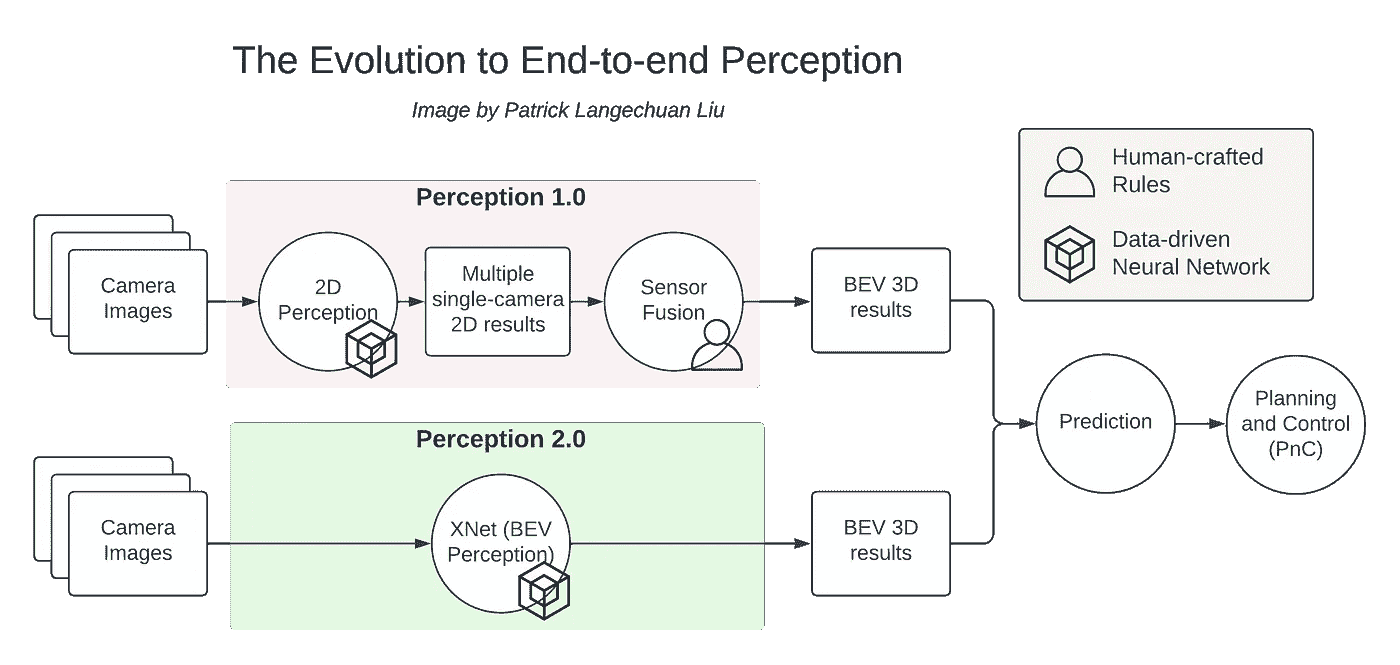 The Evolution to End-to-end Perception
Image by Patrick Langechuan Liu
Human-crafted
Rules
Data-driven
Neural Network
Perception 1.0
Camera
Images
2D
Perception
Multiple
single-camera
2D results
Sensor
Fusion
BEV 3D
results
Prediction
Planning
and Control
(PnC)
Perception 2.0
Camera
Images
XNet (BEV
Perception)
BEV 3D
results